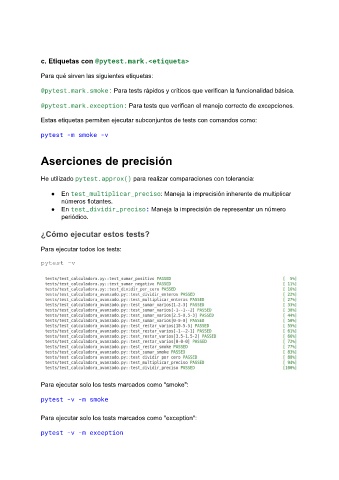 c. Etiquetas con @pytest.mark.<etiqueta>
Para qué sirven las siguientes etiquetas:
@pytest.mark.smoke: Para tests rápidos y críticos que verifican la funcionalidad básica.
@pytest.mark.exception: Para tests que verifican el manejo correcto de excepciones.
Estas etiquetas permiten ejecutar subconjuntos de tests con comandos como:
pytest -m smoke -v
Aserciones de precisión
He utilizado pytest.approx() para realizar comparaciones con tolerancia:
● En test_multiplicar_preciso: Maneja la imprecisión inherente de multiplicar
números flotantes.
● En test_dividir_preciso: Maneja la imprecisión de representar un número
periódico.
¿Cómo ejecutar estos tests?
Para ejecutar todos los tests:
pytest -v
tests/test_calculadora.py::test_sumar_positivo PASSED [ 5%]
tests/test_calculadora.py::test_sumar_negativo PASSED [ 11%]
tests/test_calculadora.py::test_dividir_por_cero PASSED [ 16%]
tests/test_calculadora_avanzado.py::test_dividir_enteros PASSED [ 22%]
tests/test_calculadora_avanzado.py::test_multiplicar_enteros PASSED [ 27%]
tests/test_calculadora_avanzado.py::test_sumar_varios[1-2-3] PASSED [ 33%]
tests/test_calculadora_avanzado.py::test_sumar_varios[-1--1--2] PASSED [ 38%]
tests/test_calculadora_avanzado.py::test_sumar_varios[2.5-0.5-3] PASSED [ 44%]
tests/test_calculadora_avanzado.py::test_sumar_varios[0-0-0] PASSED [ 50%]
tests/test_calculadora_avanzado.py::test_restar_varios[10-5-5] PASSED [ 55%]
tests/test_calculadora_avanzado.py::test_restar_varios[-1--2-1] PASSED [ 61%]
tests/test_calculadora_avanzado.py::test_restar_varios[3.5-1.5-2] PASSED [ 66%]
tests/test_calculadora_avanzado.py::test_restar_varios[0-0-0] PASSED [ 72%]
tests/test_calculadora_avanzado.py::test_restar_smoke PASSED [ 77%]
tests/test_calculadora_avanzado.py::test_sumar_smoke PASSED [ 83%]
tests/test_calculadora_avanzado.py::test_dividir_por_cero PASSED [ 88%]
tests/test_calculadora_avanzado.py::test_multiplicar_preciso PASSED [ 94%]
tests/test_calculadora_avanzado.py::test_dividir_preciso PASSED [100%]
Para ejecutar solo los tests marcados como "smoke":
pytest -v -m smoke
Para ejecutar solo los tests marcados como "exception":
pytest -v -m exception